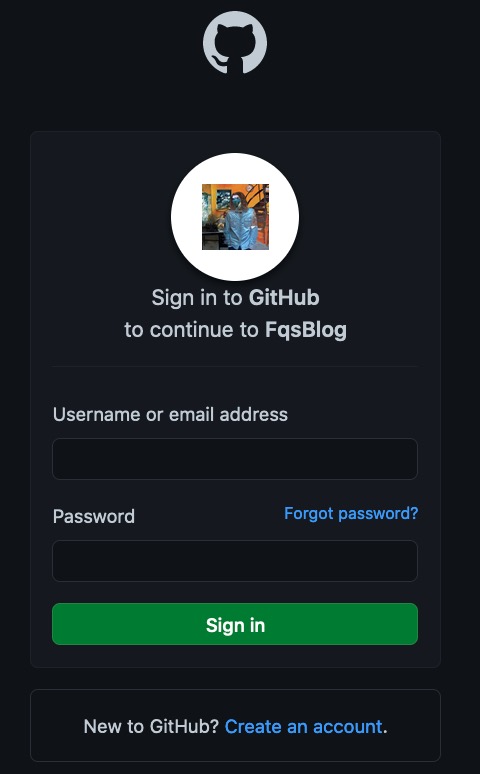 Sign in to GitHub
to continue to FqsBlog
Username or email address
Password Forgot password?
Sign in
New to GitHub? Create an account.